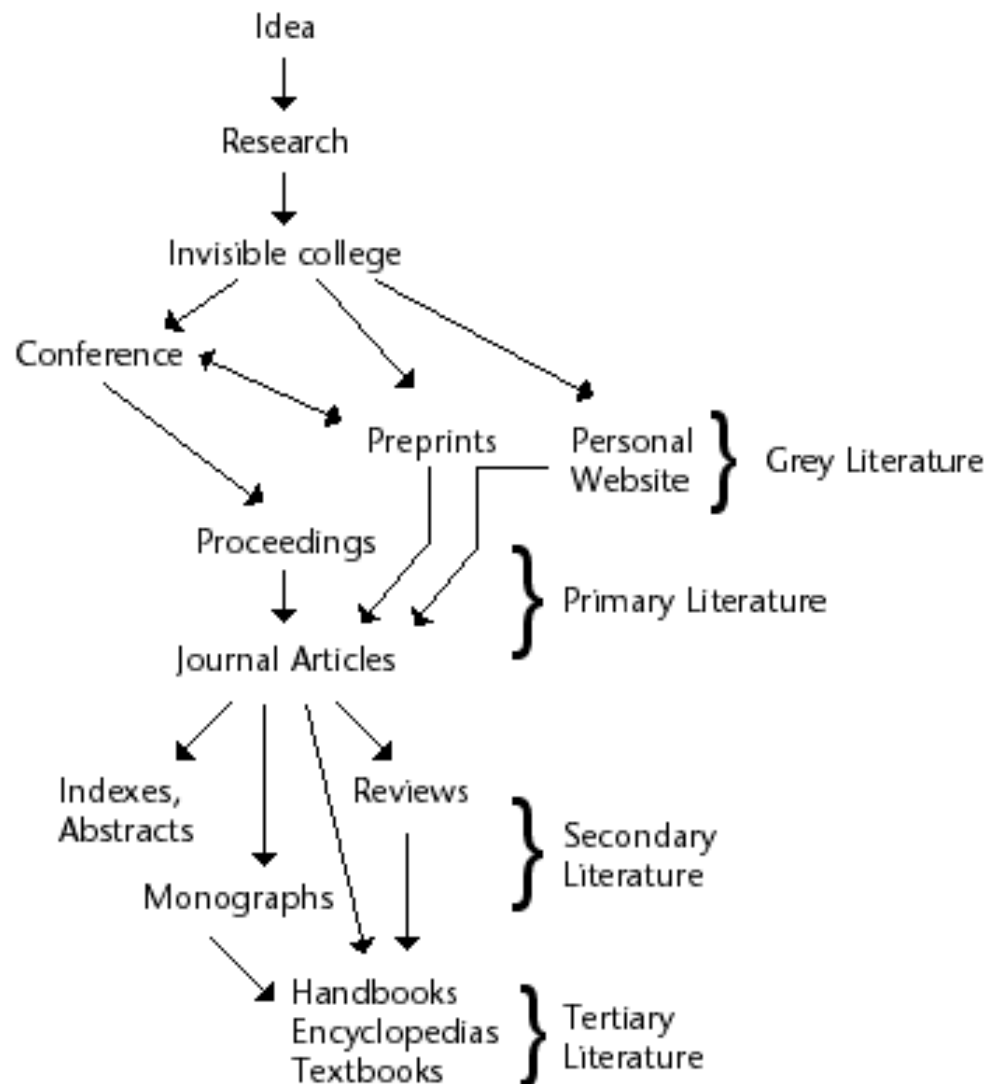 Idea
Research
Invisible college
Conference
Preprints
Personal
Website
Grey Literature
Proceedings
Primary Literature
Journal Articles
Indexes,
Abstracts
Reviews
Secondary
Literature
Monographs
Handbooks
Encyclopedias
Textbooks
Tertiary
Literature